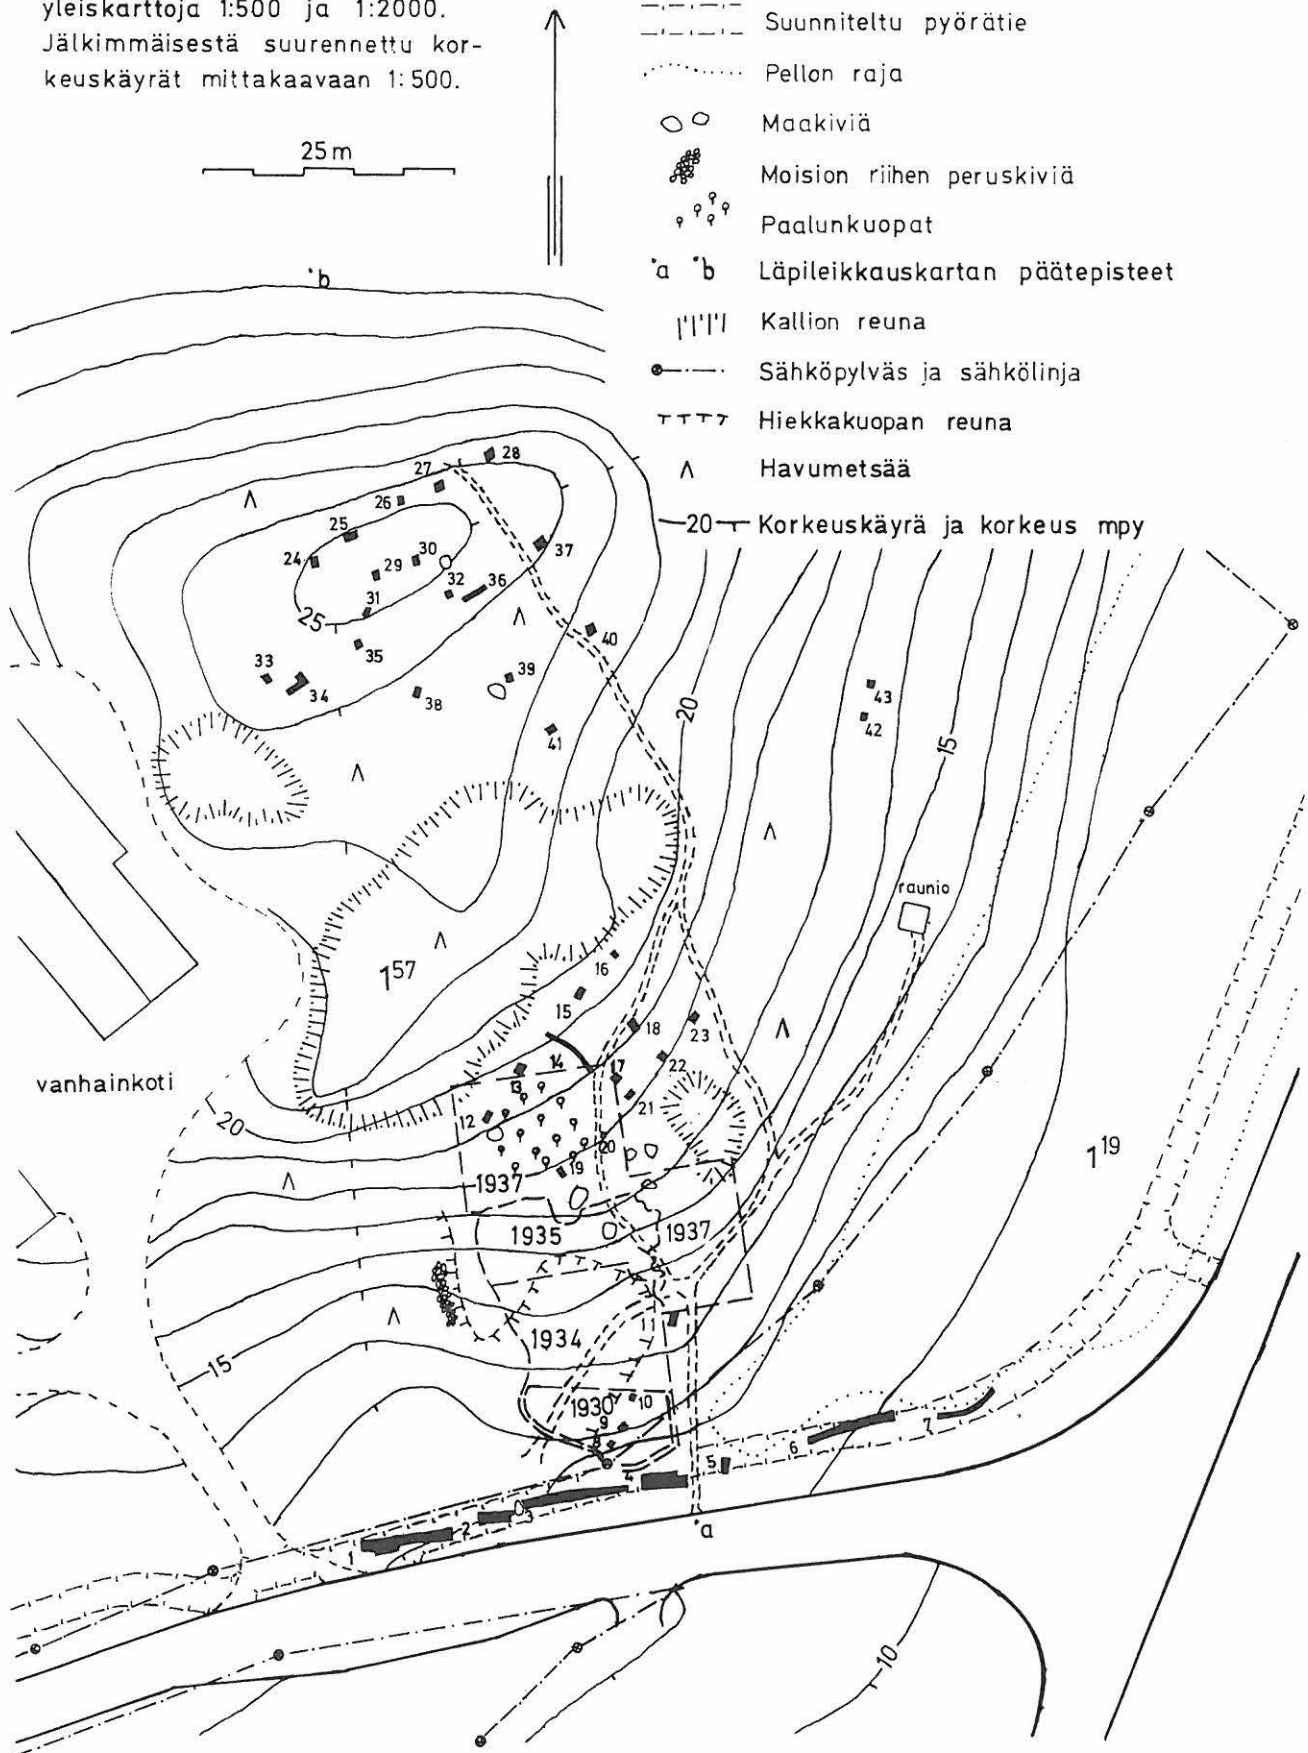 yleiskarttoja 1:500 ja 1:2000.
Jälkimmäisestä suurennettu kor-
keuskäyrät mittakaavaan 1:500.
25 m
Suunniteltu pyörätie
Pellon raja
Maakiviä
Moision riihen peruskiviä
Paalunkuopat
a b Läpileikkauskartan päätepisteet
Kallion reuna
Sähköpylväs ja sähkölinja
Hiekkakuopan reuna
Havumetsää
20 Korkeuskäyrä ja korkeus mpy
b
28
27
26
25
24
30
29
37
32
36
31
25
40
35
33
39
34
38
43
42
41
20
15
raunio
1 57
16
15
18
23
14
17
22
13
vanhainkoti
12
21
20
20
19
1 19
1937
1935
1937
1934
15
1930
10
9
7
6
5
4
3
2
1
a
10